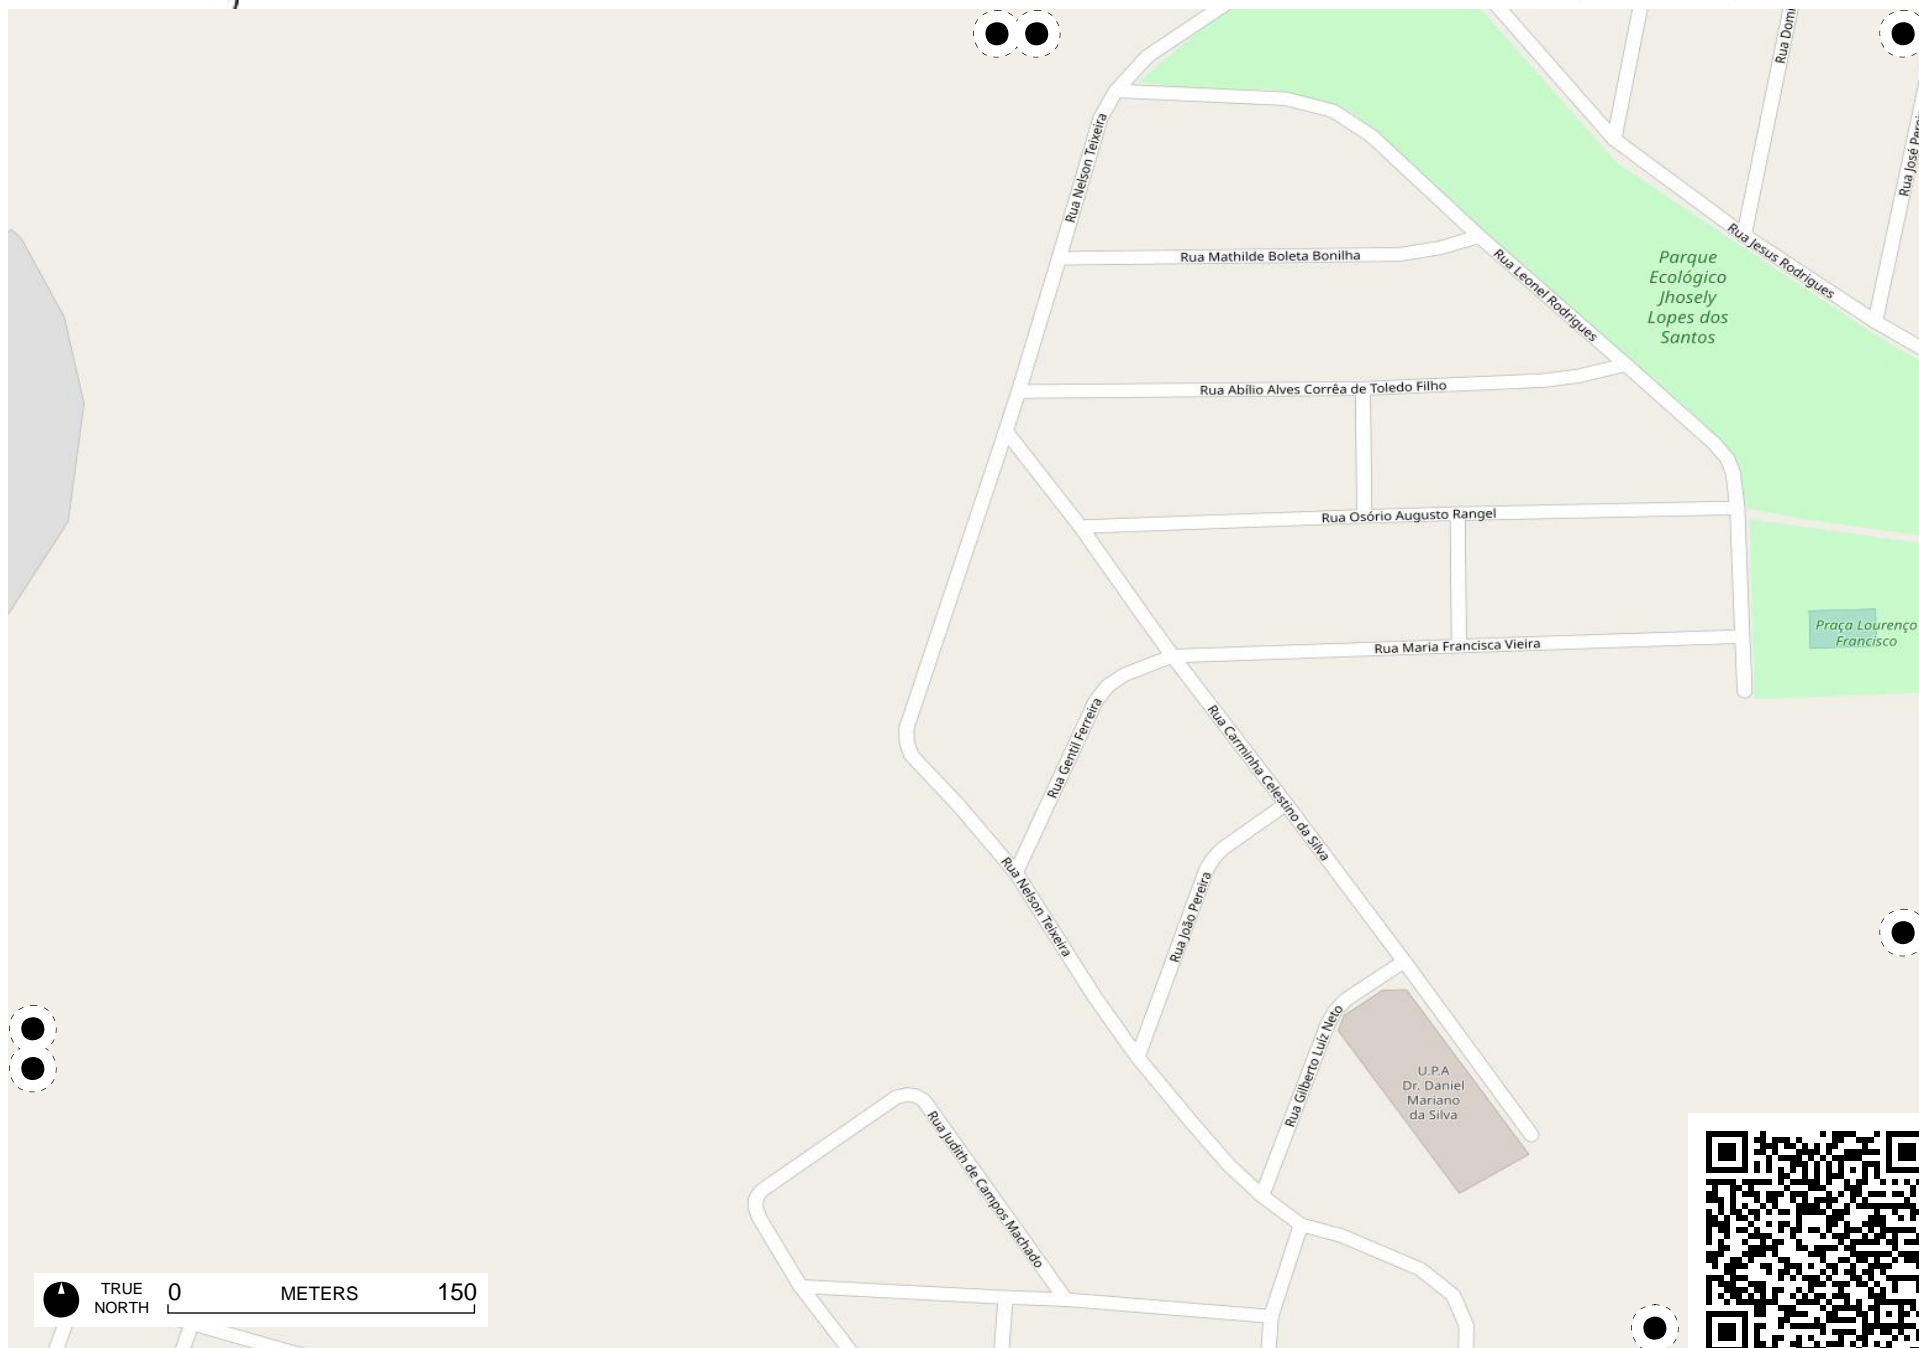 Rua Nelson Teixeira
Rua Mathilde Boleta Bonilha
Rua Leonel Rodrigues
Rua Jesus Rodrigues
Parque
Ecológico
Jhosely
Lopes dos
Santos
Rua Abílio Alves Corrêa de Toledo Filho
Rua Osório Augusto Rangel
Rua Maria Francisca Vieira
Praça Lourenço
Francisco
Rua Gentil Ferreira
Rua Carminha Celestino da Silva
Rua Nelson Teixeira
Rua João Pereira
Rua Gilberto Luíz Neto
U.P.A
Dr. Daniel
Mariano
da Silva
Rua Judith de Campos Machado
TRUE
NORTH
0 METERS 150